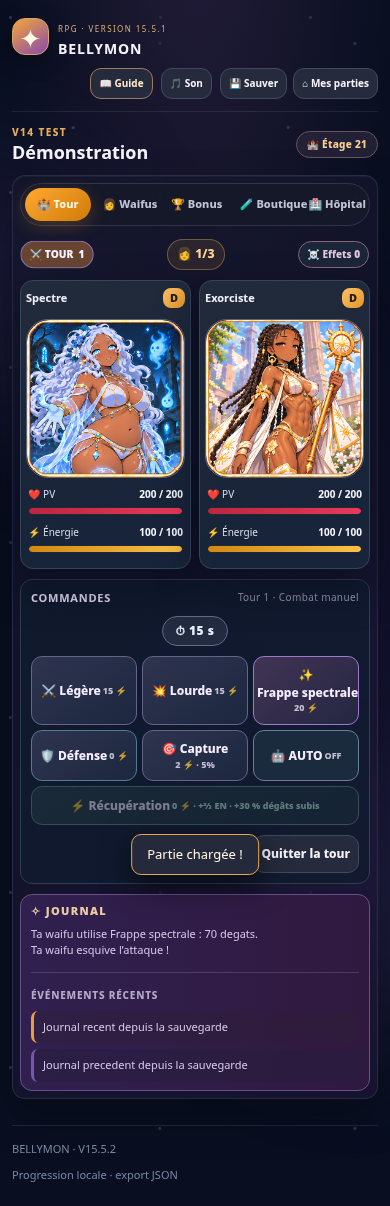 RPG · VERSION 15.5.1
BELLYMON
📖 Guide
🎵 Son
💾 Sauver
⌂ Mes parties
V14 TEST
Démonstration
🏰 Étage 21
🏰 Tour
👩 Waifus
🏆 Bonus
🧪 Boutique
🏥 Hôpital
⚔️ TOUR 1
👩 1/3
☠️ Effets 0
Spectre
D
Exorciste
D
❤️ PV 200 / 200
❤️ PV 200 / 200
⚡ Énergie 100 / 100
⚡ Énergie 100 / 100
COMMANDES
Tour 1 · Combat manuel
⏱ 15 s
⚔️ Légère 15 ⚡
💥 Lourde 15 ⚡
✨
Frappe spectrale
20 ⚡
🛡️ Défense 0 ⚡
🎯 Capture
2 ⚡ · 5%
🤖 AUTO OFF
⚡ Récupération 0 ⚡ · +½ EN · +30 % dégâts subis
Partie chargée !
Quitter la tour
✧ JOURNAL
Ta waifu utilise Frappe spectrale : 70 degats.
Ta waifu esquive l’attaque !
ÉVÉNEMENTS RÉCENTS
Journal recent depuis la sauvegarde
Journal precedent depuis la sauvegarde
BELLYMON · V15.5.2
Progression locale · export JSON